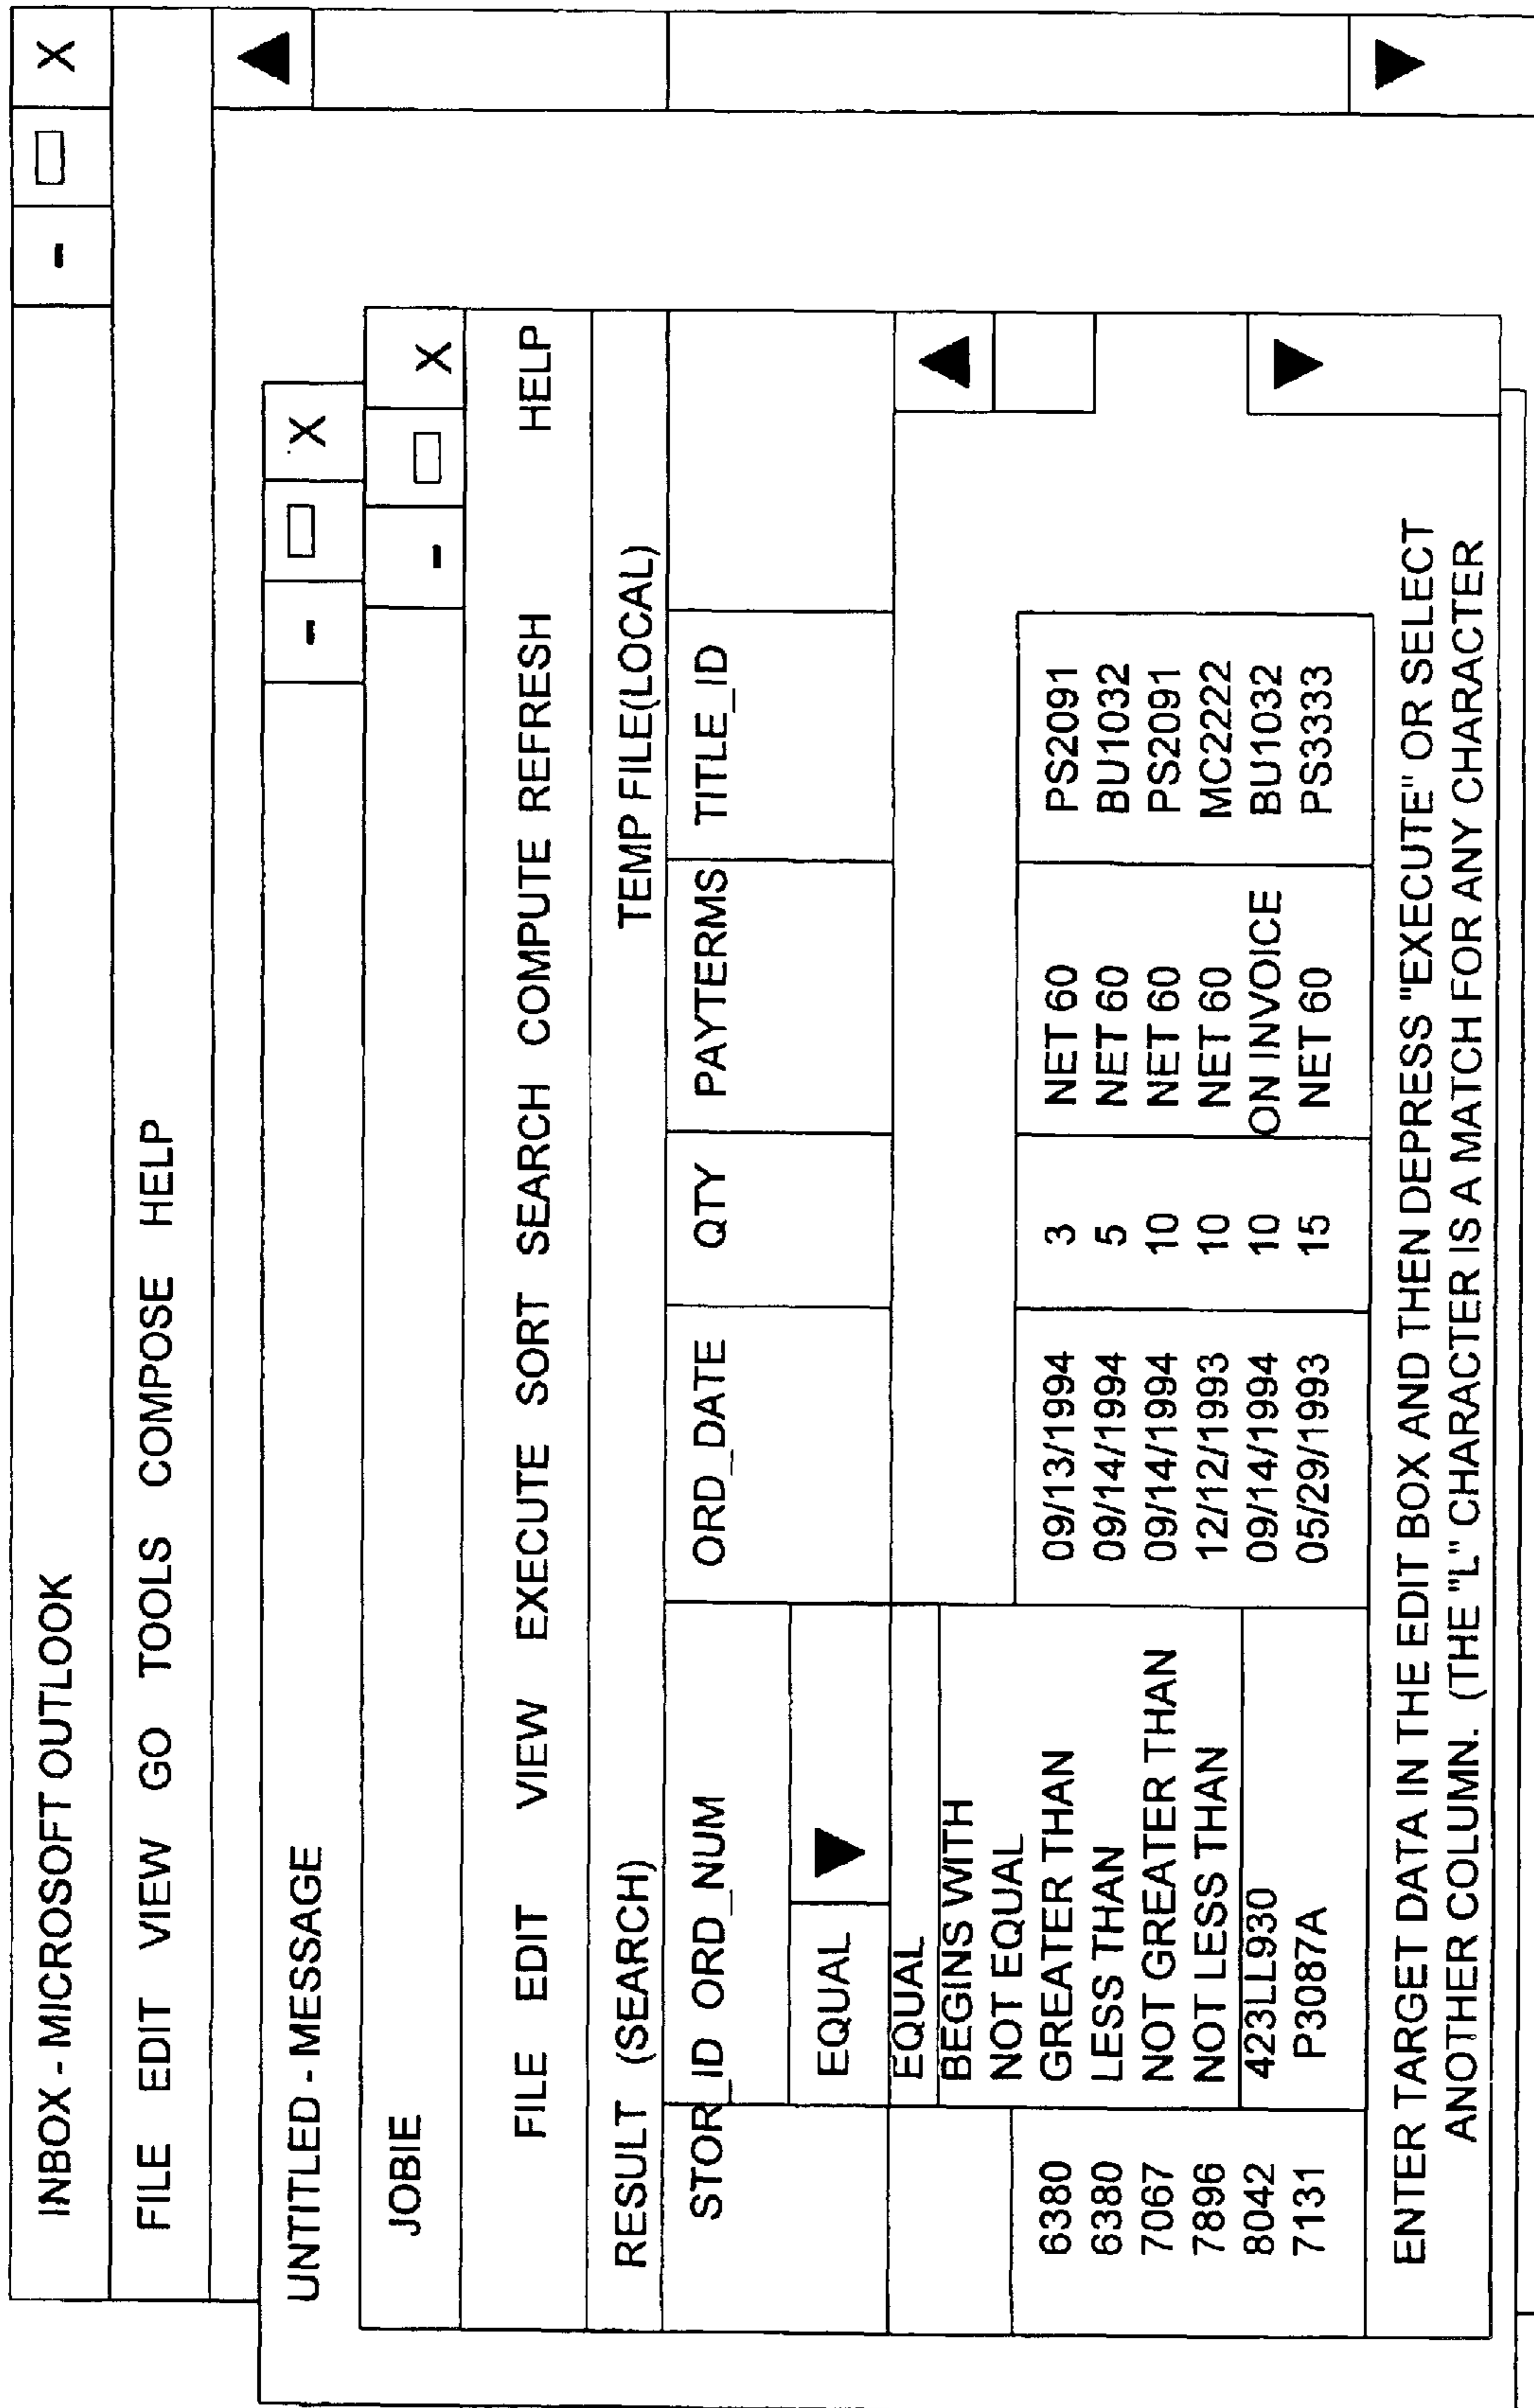 INBOX - MICROSOFT OUTLOOK - X
FILE EDIT VIEW GO TOOLS COMPOSE HELP
UNTITLED - MESSAGE - X
JOBIE - X
FILE EDIT VIEW EXECUTE SORT SEARCH COMPUTE REFRESH HELP
RESULT (SEARCH) TEMP FILE(LOCAL)
STOR_ID ORD_NUM ORD_DATE QTY PAYTERMS TITLE_ID
EQUAL
EQUAL
BEGINS WITH
NOT EQUAL
6380 GREATER THAN 09/13/1994 3 NET 60 PS2091
6380 LESS THAN 09/14/1994 5 NET 60 BU1032
7067 NOT GREATER THAN 09/14/1994 10 NET 60 PS2091
7896 NOT LESS THAN 12/12/1993 10 NET 60 MC2222
8042 423LL930 09/14/1994 10 ON INVOICE BU1032
7131 P3087A 05/29/1993 15 NET 60 PS3333
ENTER TARGET DATA IN THE EDIT BOX AND THEN DEPRESS "EXECUTE" OR SELECT
ANOTHER COLUMN. (THE "L" CHARACTER IS A MATCH FOR ANY CHARACTER